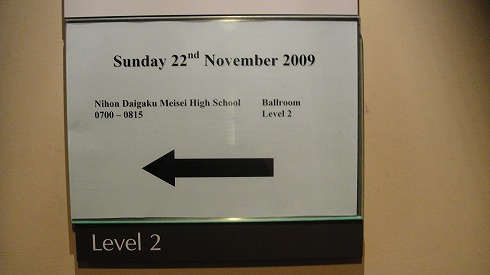 Sunday 22nd November 2009
Nihon Daigaku Meisei High School Ballroom
0700 – 0815 Level 2
Level 2